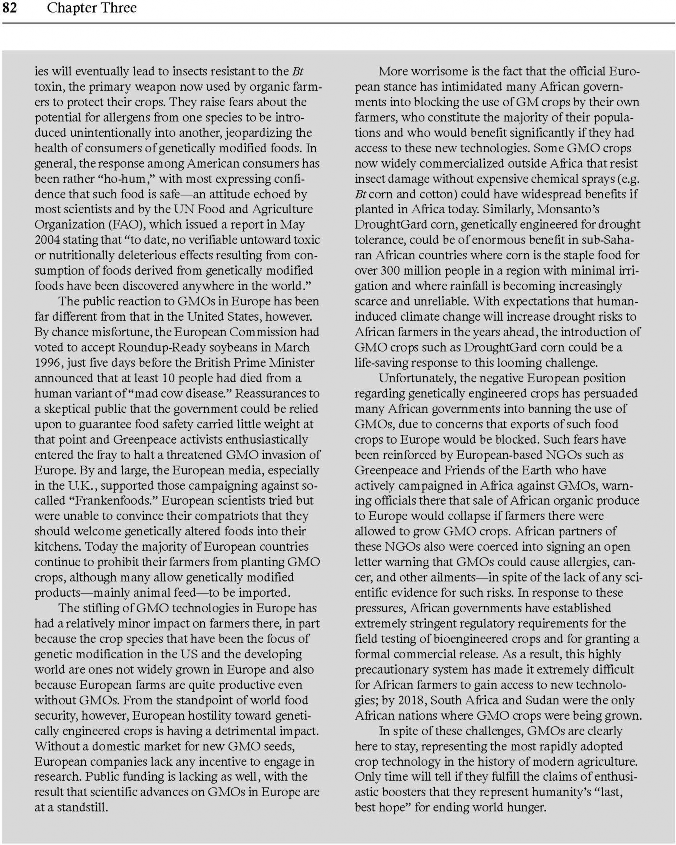 82 Chapter Three
ies will eventually lead to insects resistant to the Bt
toxin, the primary weapon now used by organic farm-
ers to protect their crops. They raise fears about the
potential for allergens from one species to be intro-
duced unintentionally into another, jeopardizing the
health of consumers of genetically modified foods. In
general, the response among American consumers has
been rather “ho-hum,” with most expressing confi-
dence that such food is safe—an attitude echoed by
most scientists and by the UN Food and Agriculture
Organization (FAO), which issued a report in May
2004 stating that “to date, no verifiable untoward toxic
or nutritionally deleterious effects resulting from con-
sumption of foods derived from genetically modified
foods have been discovered anywhere in the world.”
The public reaction to GMOs in Europe has been
far different from that in the United States, however.
By chance misfortune, the European Commission had
voted to accept Roundup-Ready soybeans in March
1996, just five days before the British Prime Minister
announced that at least 10 people had died from a
human variant of “mad cow disease.” Reassurances to
a skeptical public that the government could be relied
upon to guarantee food safety carried little weight at
that point and Greenpeace activists enthusiastically
entered the fray to halt a threatened GMO invasion of
Europe. By and large, the European media, especially
in the U.K., supported those campaigning against so-
called “Frankenfoods.” European scientists tried but
were unable to convince their compatriots that they
should welcome genetically altered foods into their
kitchens. Today the majority of European countries
continue to prohibit their farmers from planting GMO
crops, although many allow genetically modified
products—mainly animal feed—to be imported.
The stifling of GMO technologies in Europe has
had a relatively minor impact on farmers there, in part
because the crop species that have been the focus of
genetic modification in the US and the developing
world are ones not widely grown in Europe and also
because European farms are quite productive even
without GMOs. From the standpoint of world food
security, however, European hostility toward geneti-
cally engineered crops is having a detrimental impact.
Without a domestic market for new GMO seeds,
European companies lack any incentive to engage in
research. Public funding is lacking as well, with the
result that scientific advances on GMOs in Europe are
at a standstill.
More worrisome is the fact that the official Euro-
pean stance has intimidated many African govern-
ments into blocking the use of GM crops by their own
farmers, who constitute the majority of their popula-
tions and who would benefit significantly if they had
access to these new technologies. Some GMO crops
now widely commercialized outside Africa that resist
insect damage without expensive chemical sprays (e.g.
Bt corn and cotton) could have widespread benefits if
planted in Africa today. Similarly, Monsanto’s
DroughtGard corn, genetically engineered for drought
tolerance, could be of enormous benefit in sub-Saha-
ran African countries where corn is the staple food for
over 300 million people in a region with minimal irri-
gation and where rainfall is becoming increasingly
scarce and unreliable. With expectations that human-
induced climate change will increase drought risks to
African farmers in the years ahead, the introduction of
GMO crops such as DroughtGard corn could be a
life-saving response to this looming challenge.
Unfortunately, the negative European position
regarding genetically engineered crops has persuaded
many African governments into banning the use of
GMOs, due to concerns that exports of such food
crops to Europe would be blocked. Such fears have
been reinforced by European-based NGOs such as
Greenpeace and Friends of the Earth who have
actively campaigned in Africa against GMOs, warn-
ing officials there that sale of African organic produce
to Europe would collapse if farmers there were
allowed to grow GMO crops. African partners of
these NGOs also were coerced into signing an open
letter warning that GMOs could cause allergies, can-
cer, and other ailments—in spite of the lack of any sci-
entific evidence for such risks. In response to these
pressures, African governments have established
extremely stringent regulatory requirements for the
field testing of bioengineered crops and for granting a
formal commercial release. As a result, this highly
precautionary system has made it extremely difficult
for African farmers to gain access to new technolo-
gies; by 2018, South Africa and Sudan were the only
African nations where GMO crops were being grown.
In spite of these challenges, GMOs are clearly
here to stay, representing the most rapidly adopted
crop technology in the history of modern agriculture.
Only time will tell if they fulfill the claims of enthusi-
astic boosters that they represent humanity’s “last,
best hope” for ending world hunger.